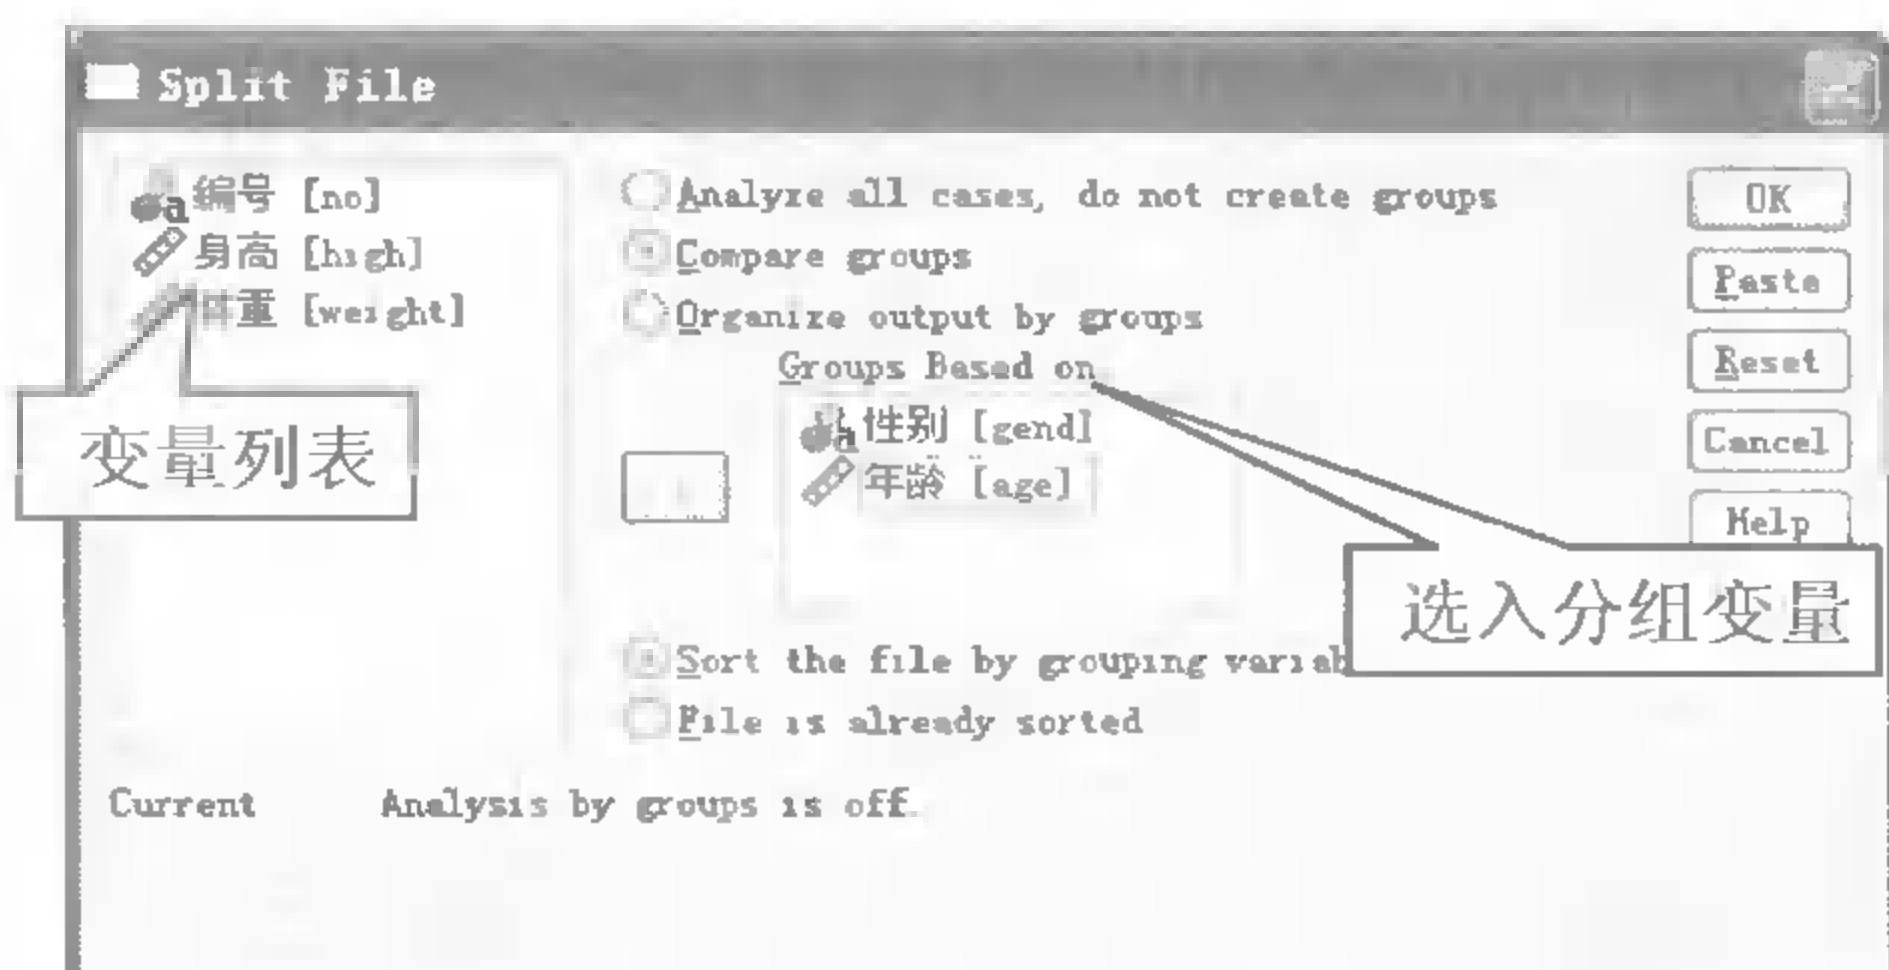 Split File
编号 [no]
身高 [high]
体重 [weight]
变量列表
Analyze all cases, do not create groups
Compare groups
Organize output by groups
Groups Based on
性别 [gend]
年龄 [age]
Sort the file by grouping variab
File is already sorted
OK
Paste
Reset
Cancel
Help
选入分组变量
Current Analysis by groups is off.